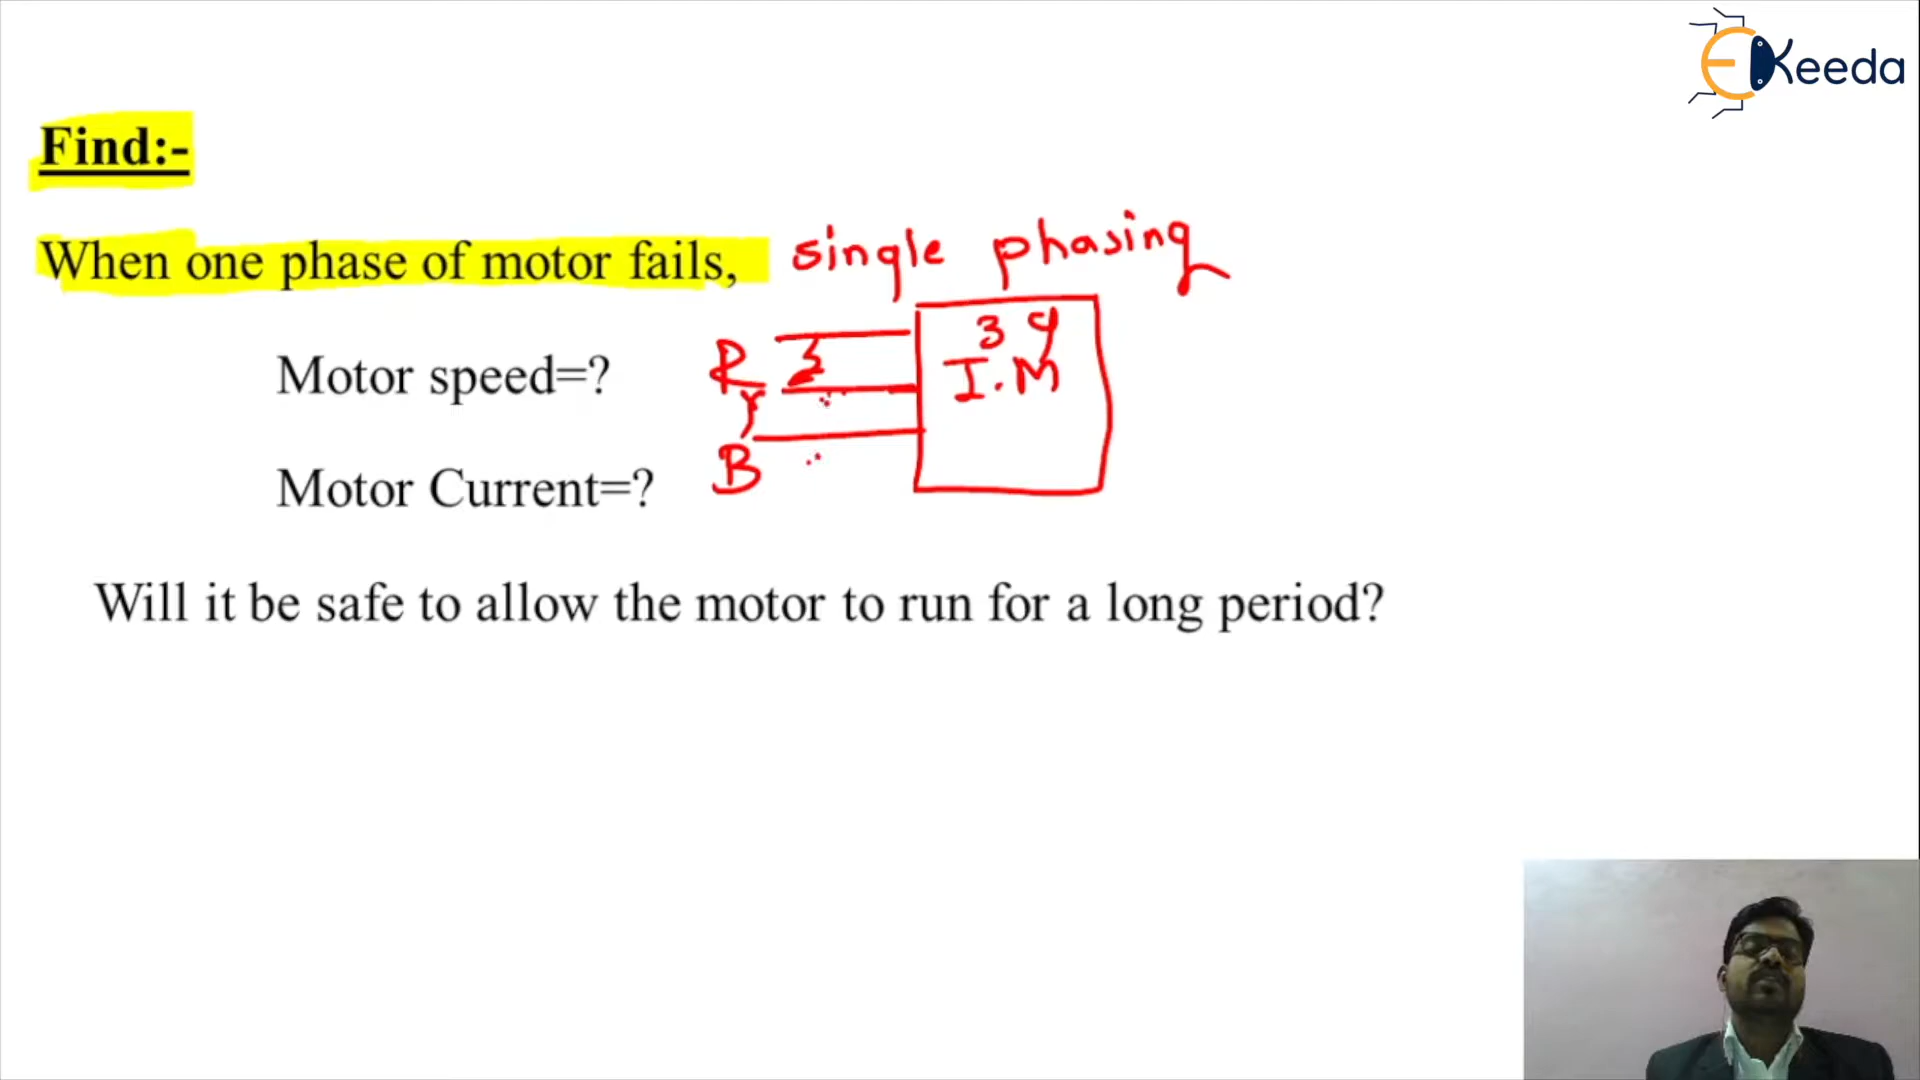 EKeeda
Find:-
When one phase of motor fails, single phasing
3 φ
R
I.M
Motor speed=?
Y
B
Motor Current=?
Will it be safe to allow the motor to run for a long period?